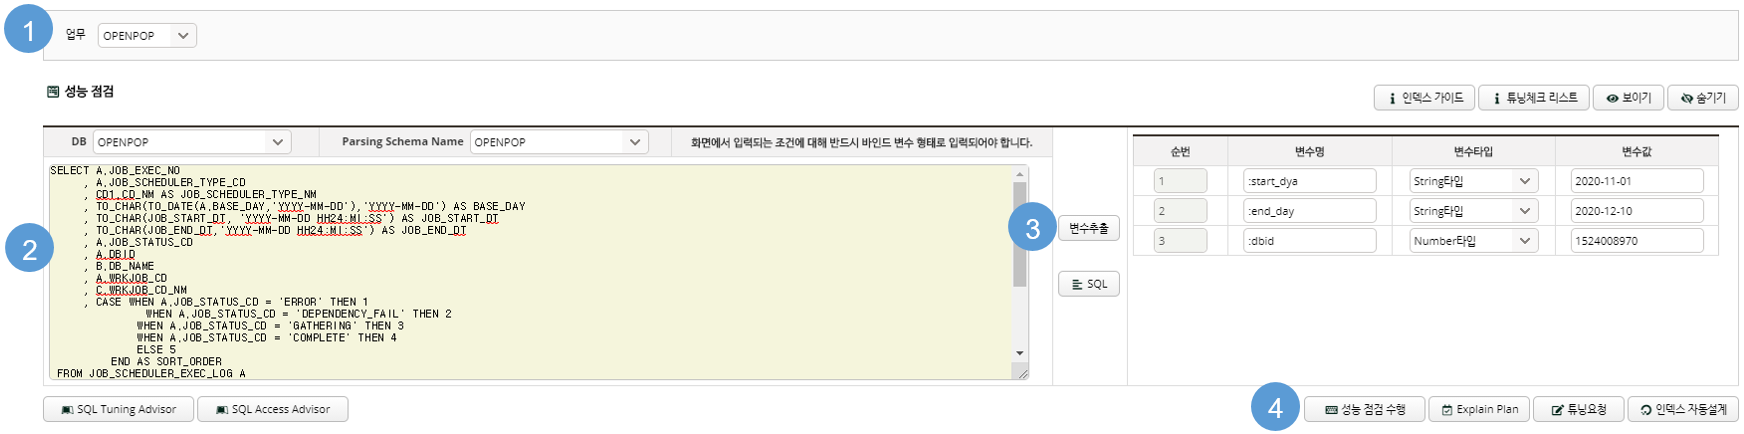 1
업무 OPENPOP
성능 점검
인덱스 가이드 튜닝체크 리스트 보이기 숨기기
DB OPENPOP Parsing Schema Name OPENPOP 화면에서 입력되는 조건에 대해 반드시 바인드 변수 형태로 입력되어야 합니다.
2
SELECT A.JOB_EXEC_NO
, A.JOB_SCHEDULER_TYPE_CD
, CD1.CD_NM AS JOB_SCHEDULER_TYPE_NM
, TO_CHAR(TO_DATE(A.BASE_DAY,'YYYY-MM-DD'),'YYYY-MM-DD') AS BASE_DAY
, TO_CHAR(JOB_START_DT, 'YYYY-MM-DD HH24:MI:SS') AS JOB_START_DT
, TO_CHAR(JOB_END_DT,'YYYY-MM-DD HH24:MI:SS') AS JOB_END_DT
, A.JOB_STATUS_CD
, A.DBID
, B.DB_NAME
, A.WRKJOB_CD
, C.WRKJOB_CD_NM
, CASE WHEN A.JOB_STATUS_CD = 'ERROR' THEN 1
WHEN A.JOB_STATUS_CD = 'DEPENDENCY_FAIL' THEN 2
WHEN A.JOB_STATUS_CD = 'GATHERING' THEN 3
WHEN A.JOB_STATUS_CD = 'COMPLETE' THEN 4
ELSE 5
END AS SORT_ORDER
FROM JOB_SCHEDULER_EXEC_LOG A
3
변수추출
SQL
순번 변수명 변수타입 변수값
1 :start_dya String타입 2020-11-01
2 :end_day String타입 2020-12-10
3 :dbid Number타입 1524008970
SQL Tuning Advisor SQL Access Advisor
4
성능 점검 수행 Explain Plan 튜닝요청 인덱스 자동설계